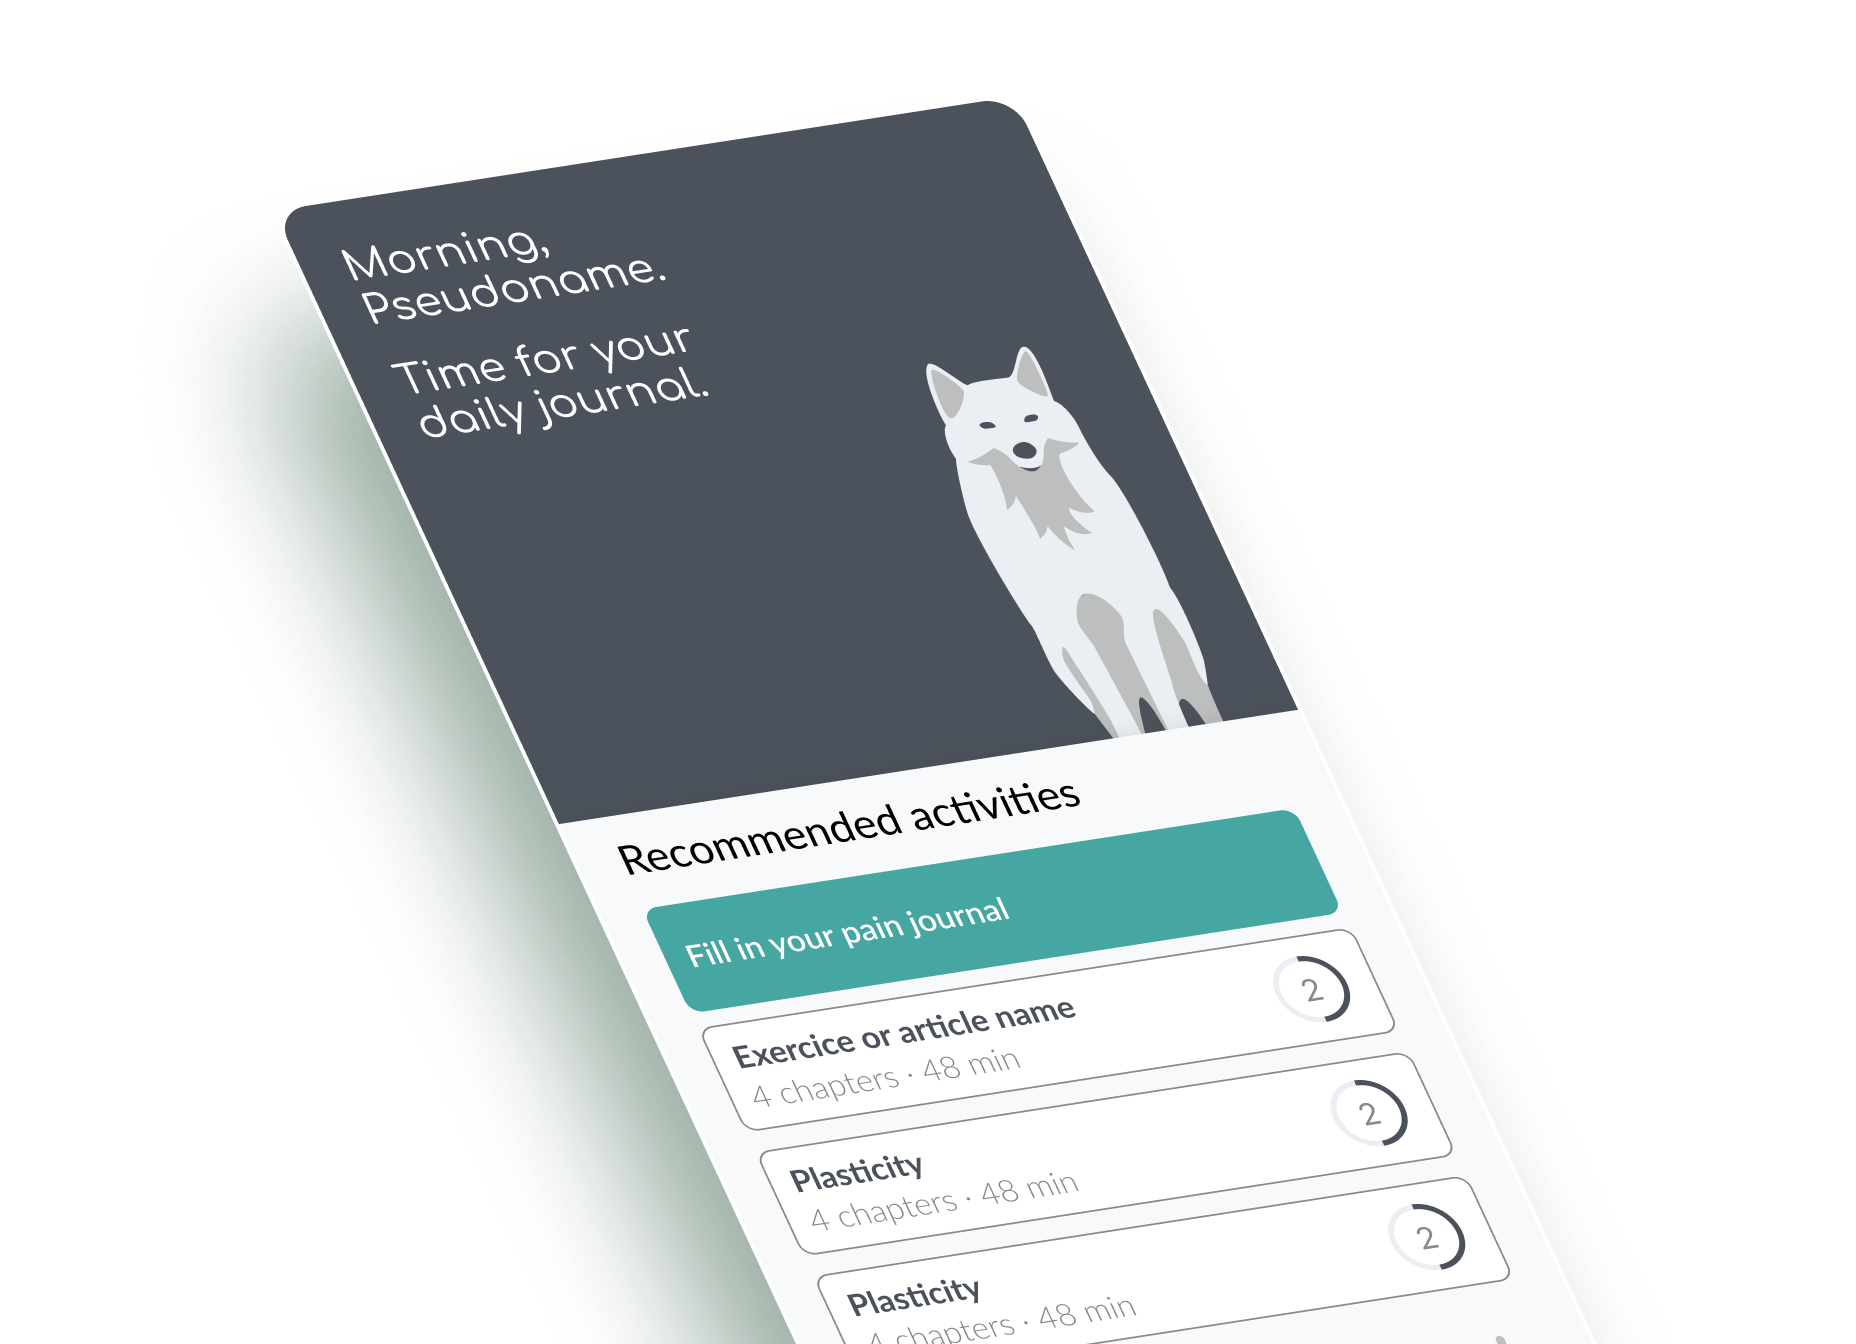 Morning,
Pseudoname.
Time for your
daily journal.
Recommended activities
Fill in your pain journal
Exercice or article name
4 chapters · 48 min
2
Plasticity
4 chapters · 48 min
2
Plasticity
4 chapters · 48 min
2